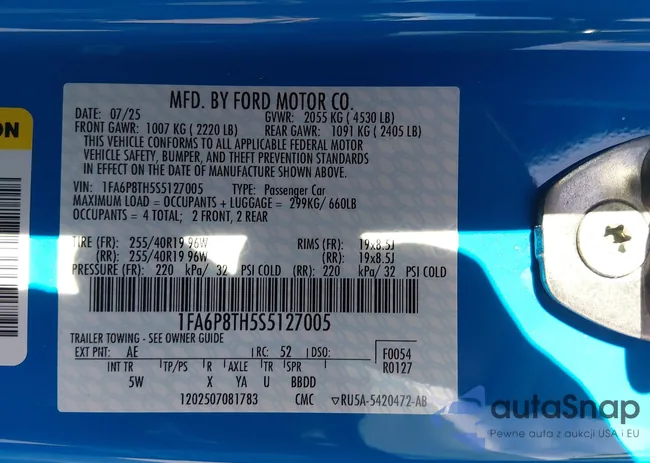 MFD. BY FORD MOTOR CO.
DATE: 07/25 GVWR: 2055 KG ( 4530 LB)
FRONT GAWR: 1007 KG ( 2220 LB) REAR GAWR: 1091 KG ( 2405 LB)
THIS VEHICLE CONFORMS TO ALL APPLICABLE FEDERAL MOTOR
VEHICLE SAFETY, BUMPER, AND THEFT PREVENTION STANDARDS
IN EFFECT ON THE DATE OF MANUFACTURE SHOWN ABOVE.
VIN: 1FA6P8TH5S5127005 TYPE: Passenger Car
MAXIMUM LOAD = OCCUPANTS + LUGGAGE = 299KG/ 660LB
OCCUPANTS = 4 TOTAL; 2 FRONT, 2 REAR
TIRE (FR): 255/40R19 96W RIMS (FR): 19x8.5J
(RR): 255/40R19 96W (RR): 19x8.5J
PRESSURE (FR): 220 kPa/ 32 PSI COLD (RR): 220 kPa/ 32 PSI COLD
1FA6P8TH5S5127005
TRAILER TOWING - SEE OWNER GUIDE
EXT PNT: AE RC: 52 DSO: F0054
INT TR TP/PS R AXLE TR SPR R0127
5W X YA U BBDD
1202507081783 CMC ▽RU5A-5420472-AB
ON
autoSnap
Pewne auta z aukcji USA i EU